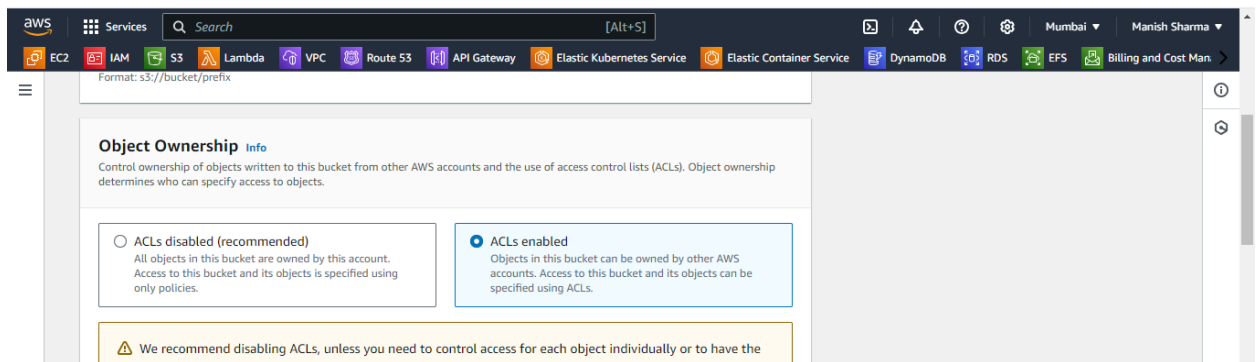 aws Services Search [Alt+S] Mumbai ▼ Manish Sharma ▼
EC2 IAM S3 Lambda VPC Route 53 API Gateway Elastic Kubernetes Service Elastic Container Service DynamoDB RDS EFS Billing and Cost Man
Format: s3://bucket/prefix
Object Ownership Info
Control ownership of objects written to this bucket from other AWS accounts and the use of access control lists (ACLs). Object ownership
determines who can specify access to objects.
ACLs disabled (recommended)
All objects in this bucket are owned by this account.
Access to this bucket and its objects is specified using
only policies.
ACLs enabled
Objects in this bucket can be owned by other AWS
accounts. Access to this bucket and its objects can be
specified using ACLs.
We recommend disabling ACLs, unless you need to control access for each object individually or to have the